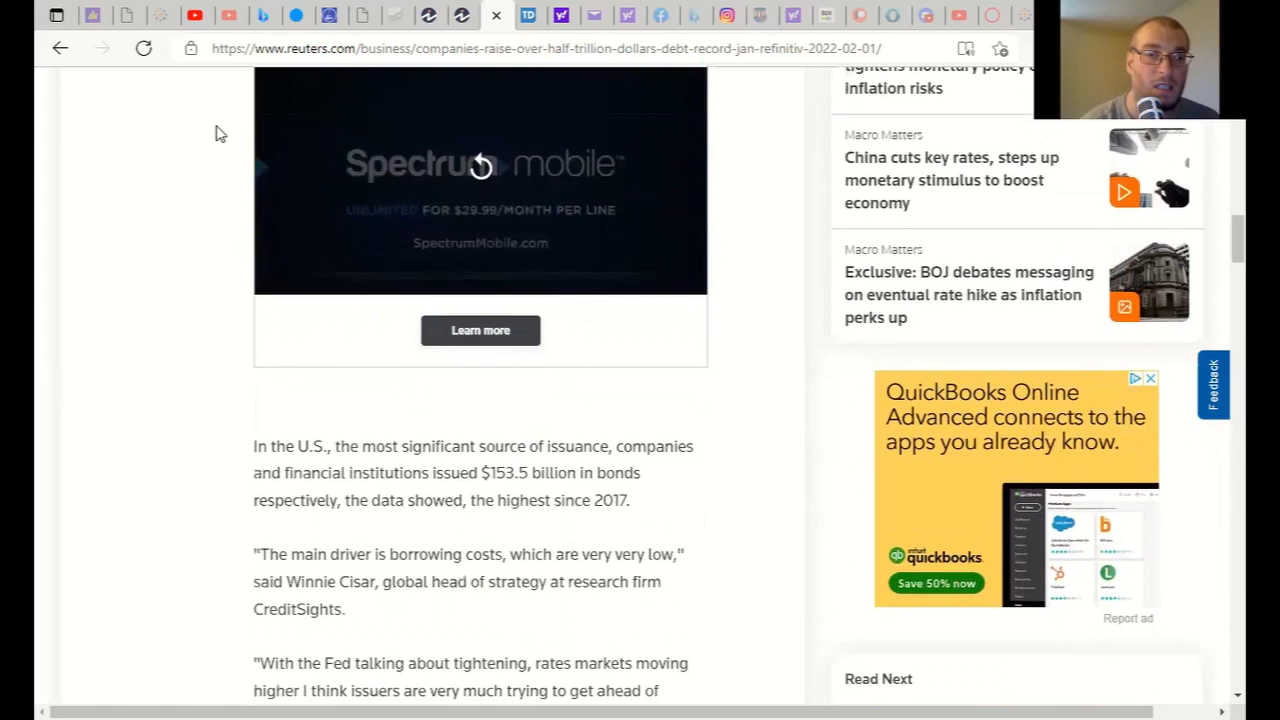 https://www.reuters.com/business/companies-raise-over-half-trillion-dollars-debt-record-jan-refinitiv-2022-02-01/
Spectrum mobile™
UNLIMITED FOR $29.99/MONTH PER LINE
SpectrumMobile.com
Learn more
In the U.S., the most significant source of issuance, companies
and financial institutions issued $153.5 billion in bonds
respectively, the data showed, the highest since 2017.
"The main driver is borrowing costs, which are very very low,"
said Winnie Cisar, global head of strategy at research firm
CreditSights.
"With the Fed talking about tightening, rates markets moving
higher I think issuers are very much trying to get ahead of
tightens monetary policy
inflation risks
Macro Matters
China cuts key rates, steps up
monetary stimulus to boost
economy
Macro Matters
Exclusive: BOJ debates messaging
on eventual rate hike as inflation
perks up
Feedback
QuickBooks Online
Advanced connects to the
apps you already know.
intuit
qb quickbooks.
Save 50% now
Report ad
Read Next